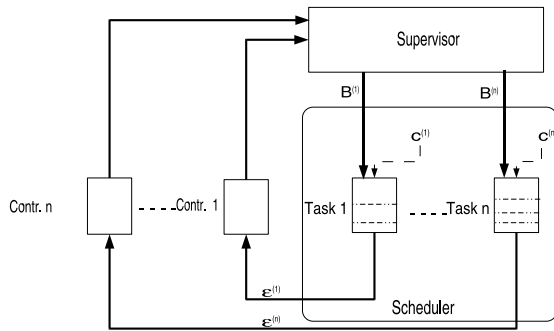 Supervisor
B(1)
B(n)
c(1)
c(n)
Contr. n
Contr. 1
Task 1
Task n
ε(1)
Scheduler
ε(n)